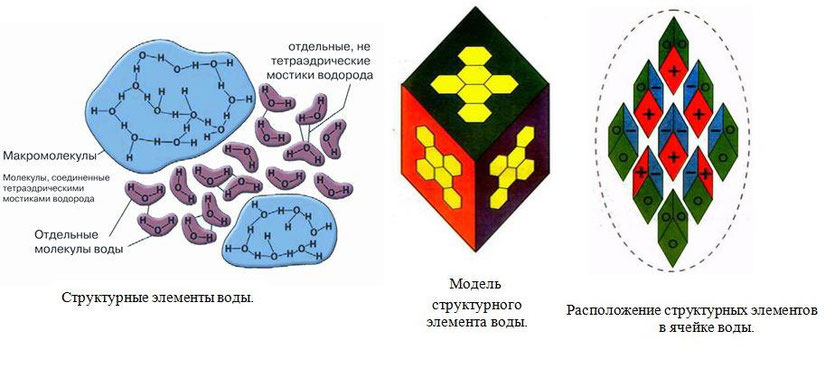 отдельные, не
тетраэдрические
мостики водорода
Макромолекулы
Молекулы, соединенные
тетраэдрическими
мостиками водорода
Отдельные
молекулы воды
Структурные элементы воды.
Модель
структурного
элемента воды.
Расположение структурных элементов
в ячейке воды.